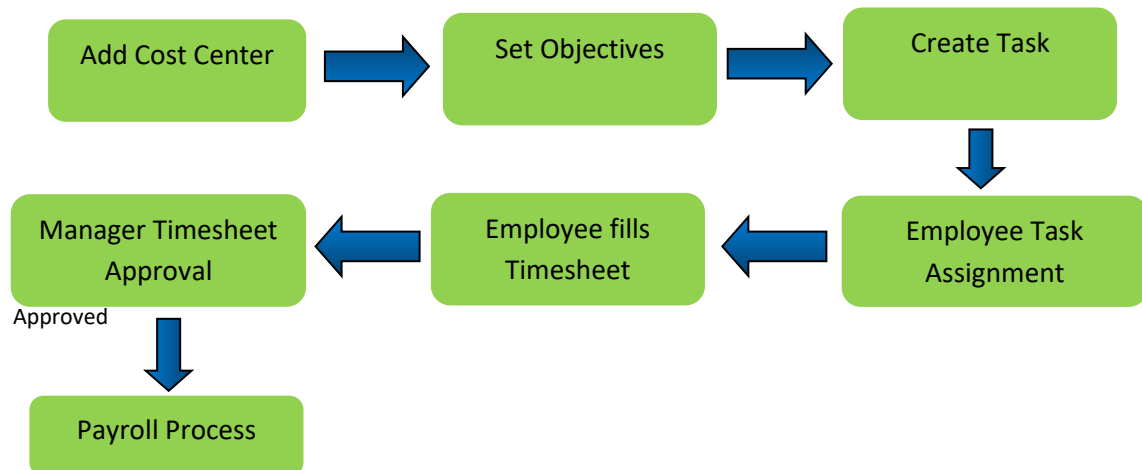 Add Cost Center
Set Objectives
Create Task
Employee Task
Assignment
Employee fills
Timesheet
Manager Timesheet
Approval
Approved
Payroll Process